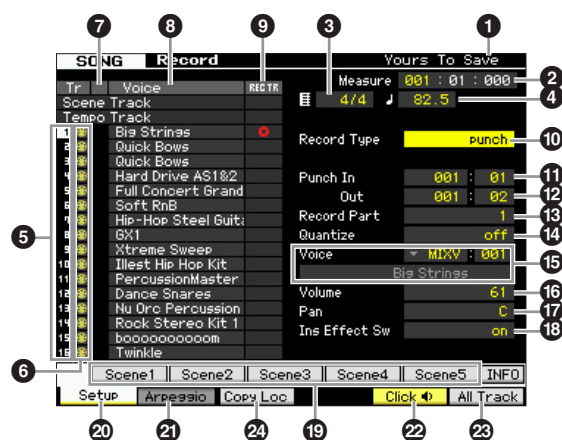 7 8 9 3 1
SONG Record Yours To Save
Measure 001 : 01 : 000 2
Tr Voice REC TR 4/4 82.5 4
Scene Track
Tempo Track
1 Big Strings Record Type punch 10
2 Quick Bows
3 Quick Bows
4 Hard Drive AS1&2 Punch In 001 : 01 11
5 Full Concert Grand Out 001 : 02 12
6 Soft RnB Record Part 1 13
7 Hip-Hop Steel Guita Quantize off 14
8 GX1 Voice MIXV : 001 15
5 9 Xtreme Sweep Big Strings
10 Illest Hip Hop Kit
11 PercussionMaster Volume 61 16
12 Dance Snares Pan C 17
13 Nu Orc Percussion Ins Effect Sw on 18
14 Rock Stereo Kit 1
15 booooooooooom
16 Twinkle
6 Scene1 Scene2 Scene3 Scene4 Scene5 INFO
Setup Arpeggio Copy Loc Click All Track
20 21 24 19 22 23